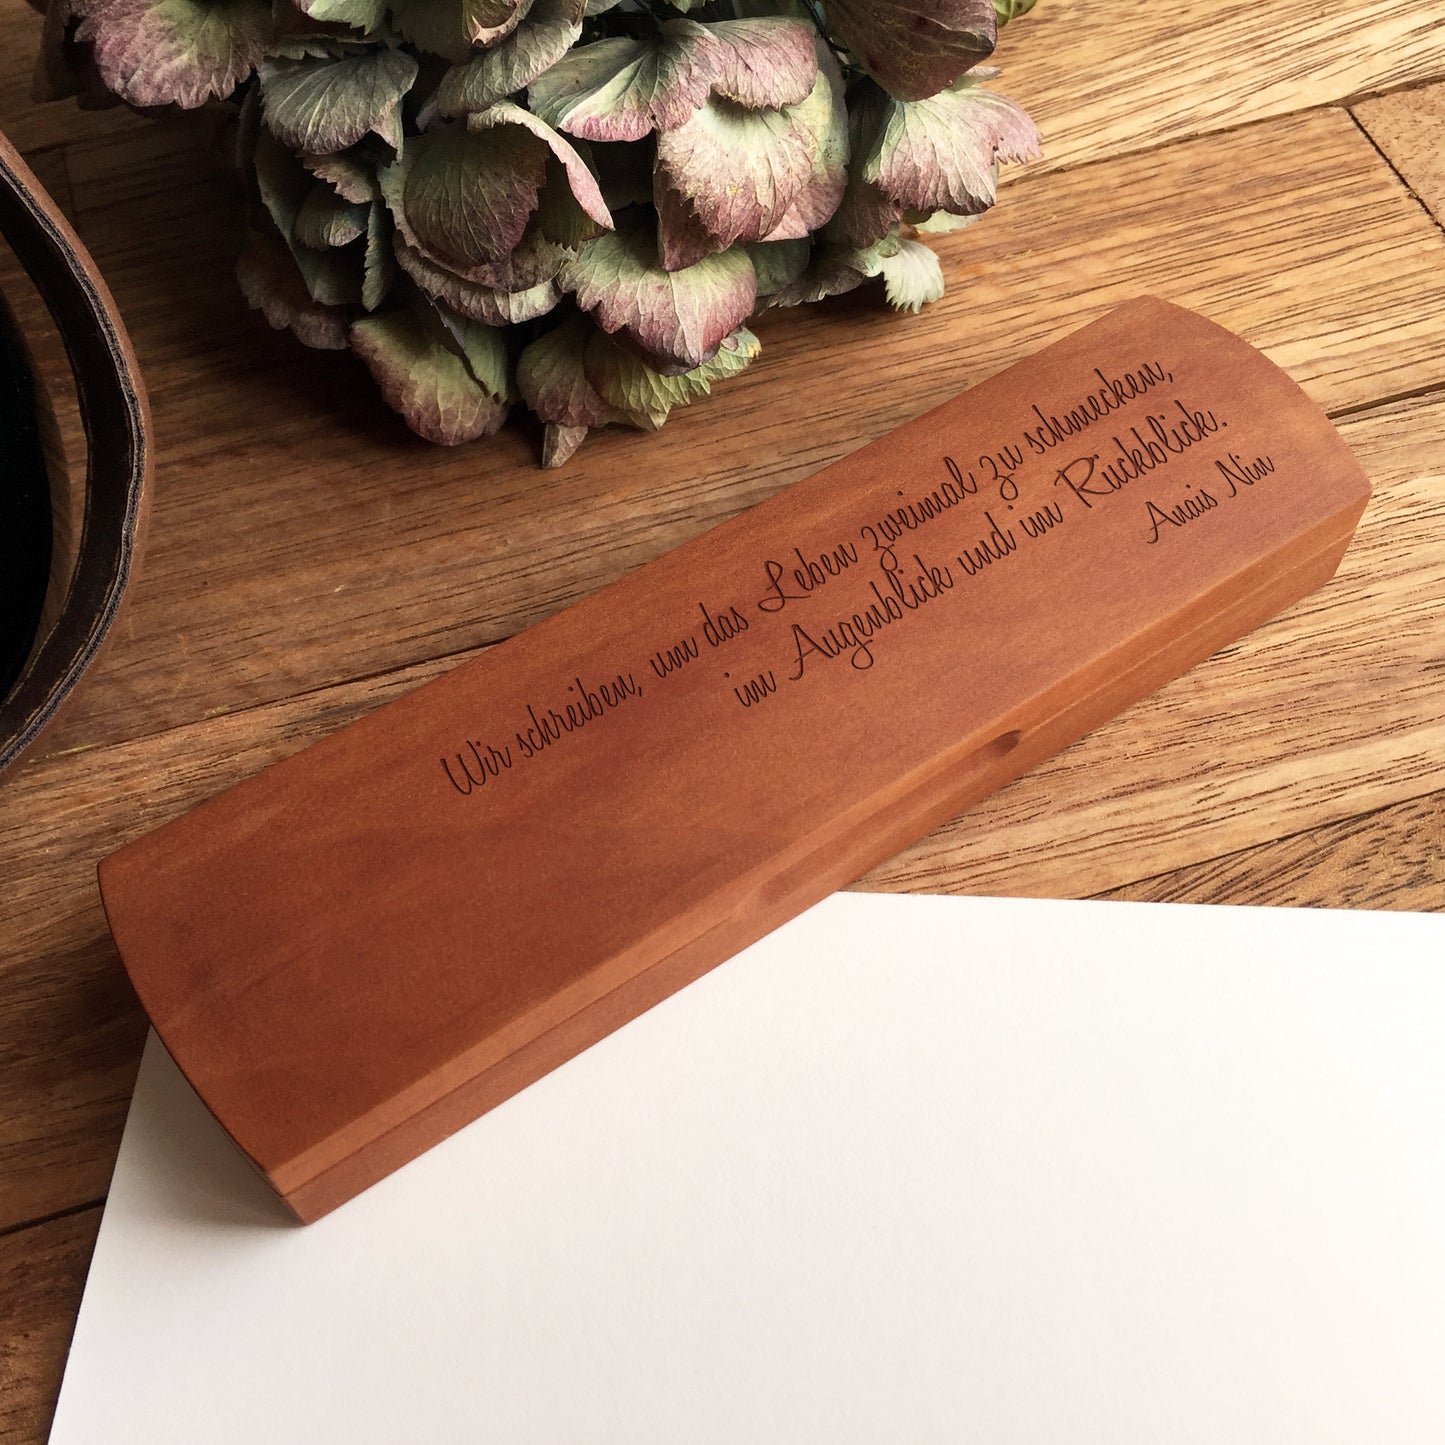 Wir schreiben, um das Leben zweimal zu schmecken,
im Augenblick und im Rückblick.
Anais Nin